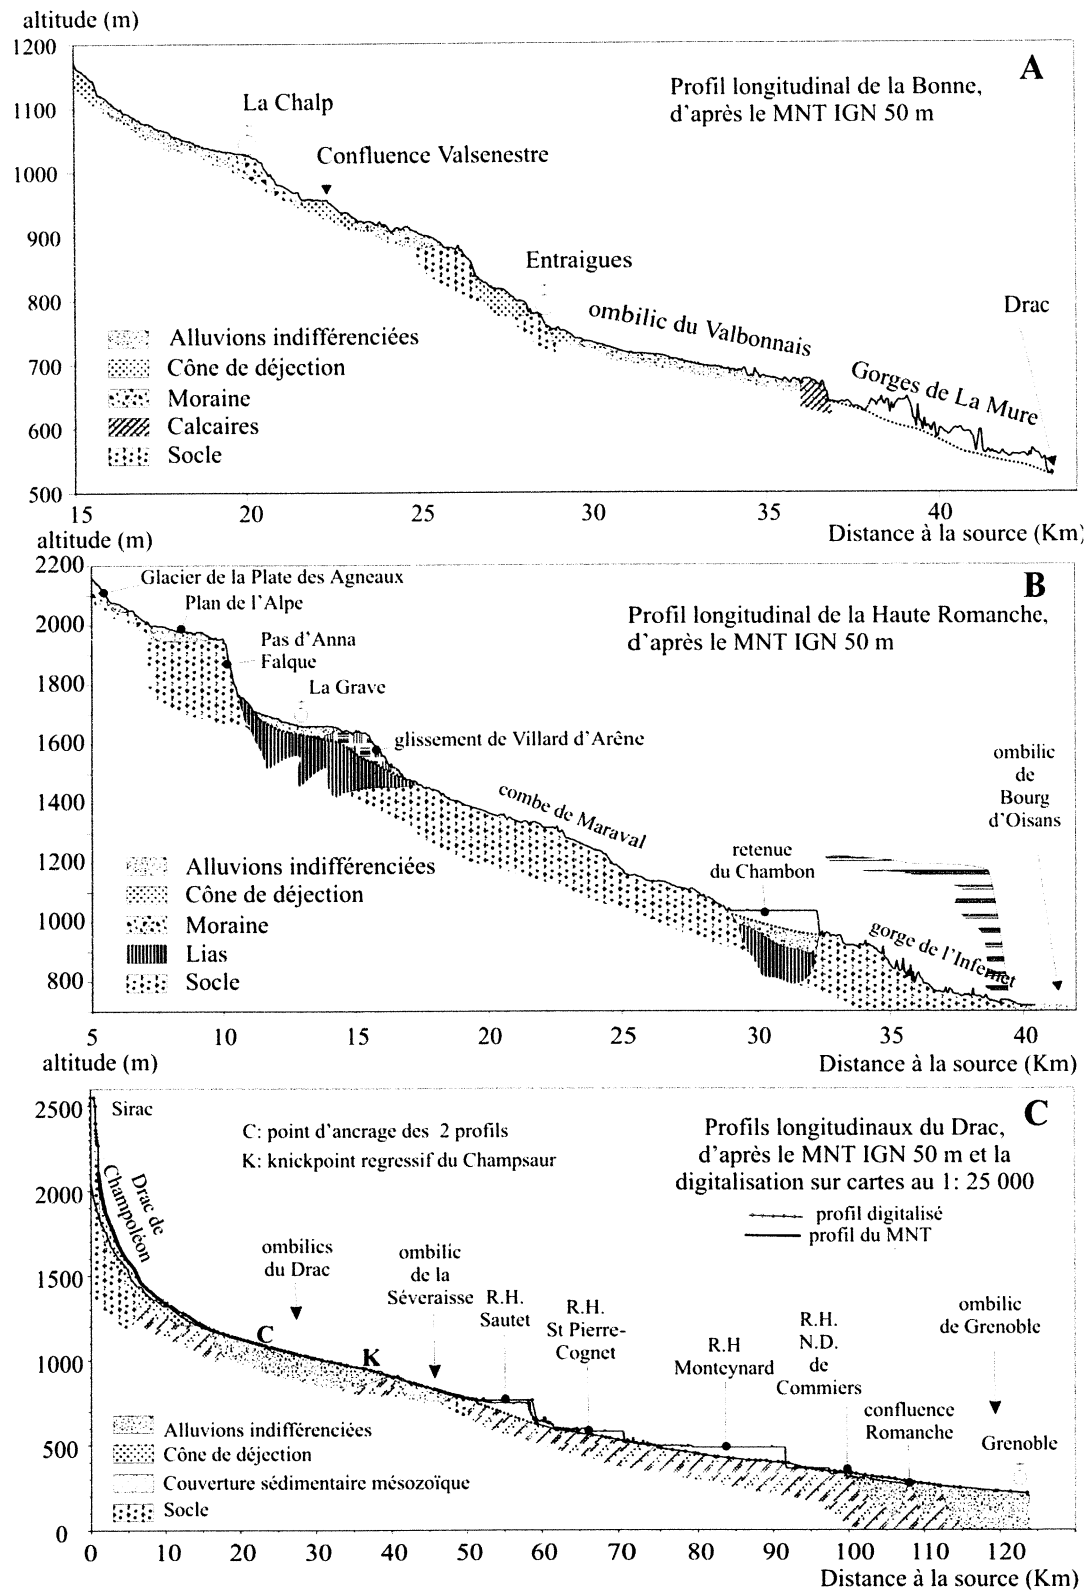 altitude (m)
1200
1100
1000
900
800
700
600
500
A
Profil longitudinal de la Bonne,
d'après le MNT IGN 50 m
La Chalp
Confluence Valsenestre
Entraigues
ombilic du Valbonnais
Drac
Gorges de La Mure
Alluvions indifférenciées
Cône de déjection
Moraine
Calcaires
Socle
15 20 25 30 35 40
Distance à la source (Km)
altitude (m)
2200
2000
1800
1600
1400
1200
1000
800
B
Profil longitudinal de la Haute Romanche,
d'après le MNT IGN 50 m
Glacier de la Plate des Agneaux
Plan de l'Alpe
Pas d'Anna
Falque
La Grave
glissement de Villard d'Arêne
combe de Maraval
ombilic
de
Bourg
d'Oisans
retenue
du Chambon
gorge de l'Infernet
Alluvions indifférenciées
Cône de déjection
Moraine
Lias
Socle
5 10 15 20 25 30 35 40
Distance à la source (Km)
altitude (m)
2500
2000
1500
1000
500
0
C
Profils longitudinaux du Drac,
d'après le MNT IGN 50 m et la
digitalisation sur cartes au 1: 25 000
profil digitalisé
profil du MNT
Sirac
C: point d'ancrage des 2 profils
K: knickpoint regressif du Champsaur
Drac de
Champoléon
ombilics
du Drac
C
K
ombilic
de la
Séveraisse
R.H.
Sautet
R.H.
St Pierre-
Cognet
R.H
Monteynard
R.H.
N.D.
de
Commiers
confluence
Romanche
ombilic
de Grenoble
Grenoble
Alluvions indifférenciées
Cône de déjection
Couverture sédimentaire mésozoïque
Socle
0 10 20 30 40 50 60 70 80 90 100 110 120
Distance à la source (Km)